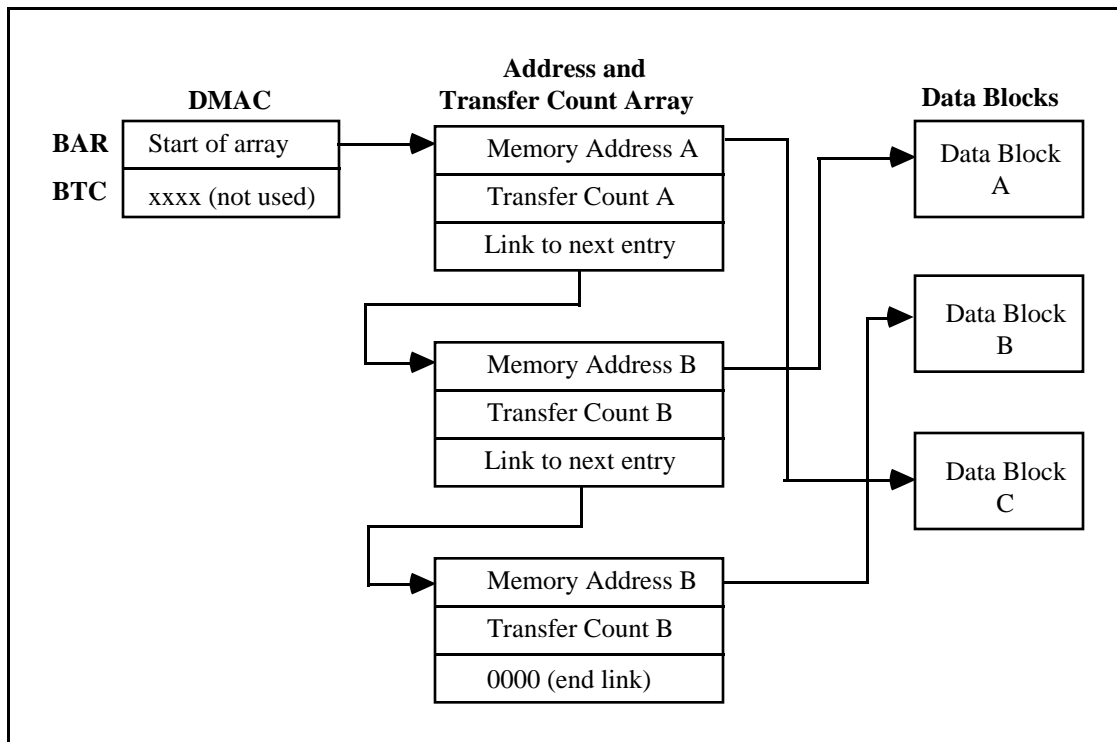 DMAC
BAR
Start of array
BTC
xxxx (not used)
Address and
Transfer Count Array
Memory Address A
Transfer Count A
Link to next entry
Memory Address B
Transfer Count B
Link to next entry
Memory Address B
Transfer Count B
0000 (end link)
Data Blocks
Data Block
A
Data Block
B
Data Block
C